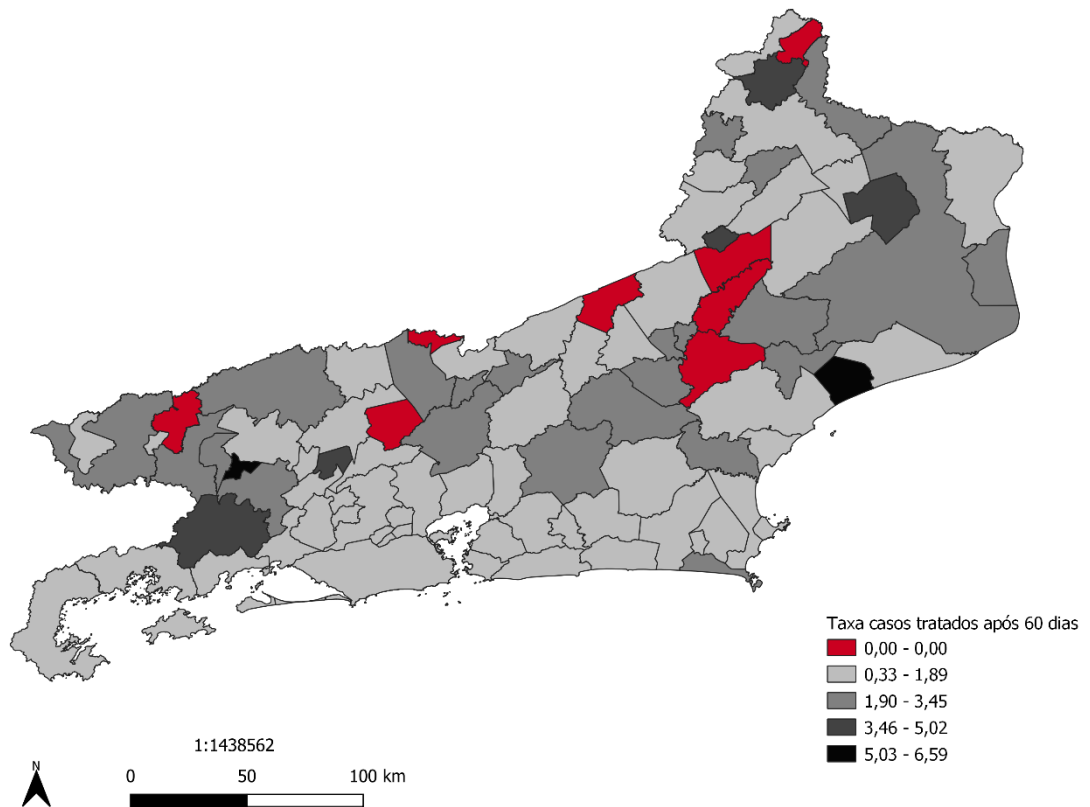 Taxa casos tratados após 60 dias
0,00 - 0,00
0,33 - 1,89
1,90 - 3,45
3,46 - 5,02
5,03 - 6,59
1:1438562
N
0 50 100 km